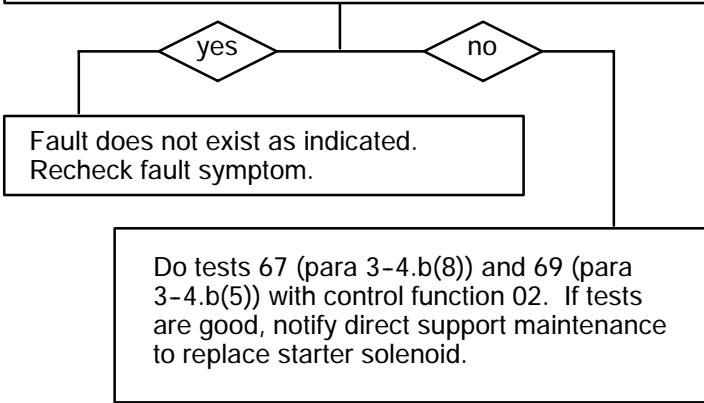 yes
no
Fault does not exist as indicated.
Recheck fault symptom.
Do tests 67 (para 3-4.b(8)) and 69 (para
3-4.b(5)) with control function 02.  If tests
are good, notify direct support maintenance
to replace starter solenoid.